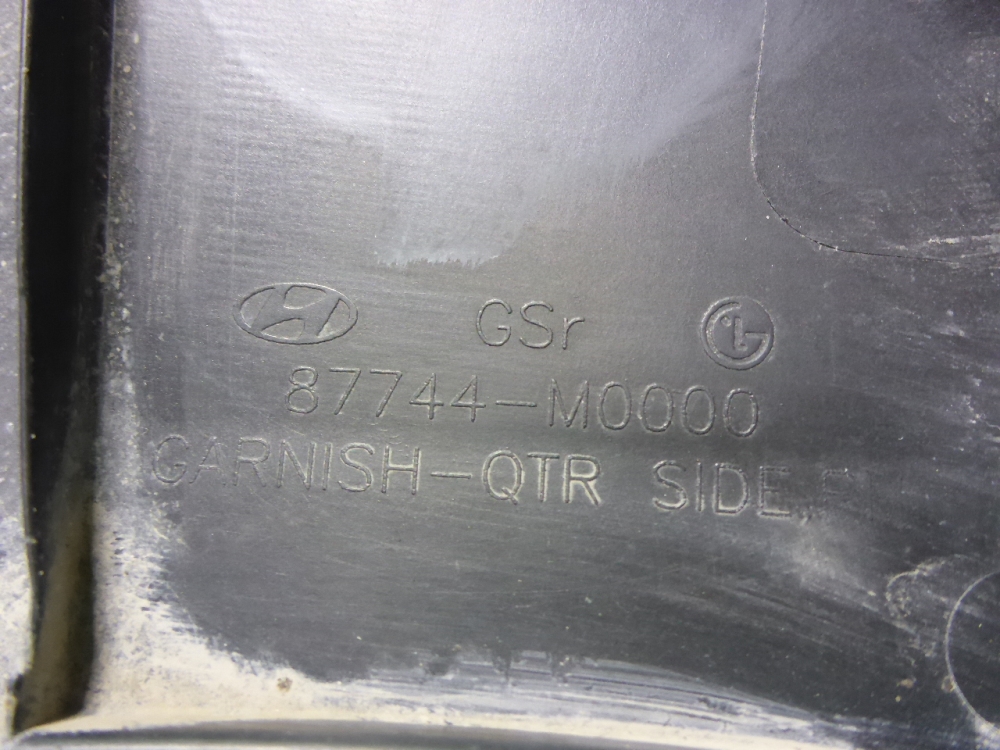 GSr
87744-M0000
GARNISH-QTR SIDE,